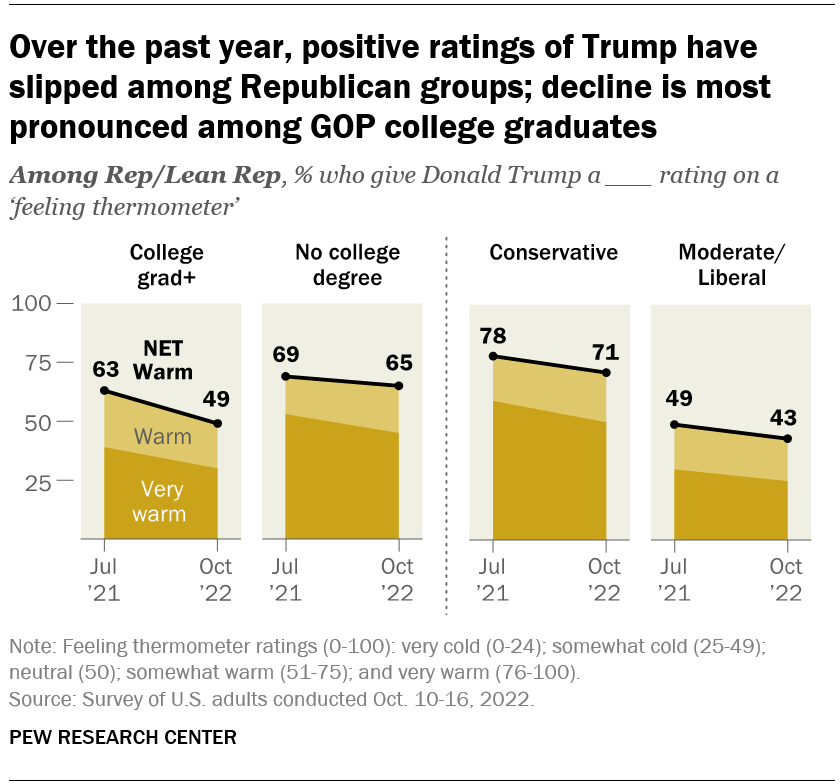 Over the past year, positive ratings of Trump have
slipped among Republican groups; decline is most
pronounced among GOP college graduates
Among Rep/Lean Rep, % who give Donald Trump a ___ rating on a
‘feeling thermometer’
College
grad+
No college
degree
Conservative
Moderate/
Liberal
100
75
50
25
NET
Warm
63
49
Warm
Very
warm
69
65
78
71
49
43
Jul
’21
Oct
’22
Jul
’21
Oct
’22
Jul
’21
Oct
’22
Jul
’21
Oct
’22
Note: Feeling thermometer ratings (0-100): very cold (0-24); somewhat cold (25-49);
neutral (50); somewhat warm (51-75); and very warm (76-100).
Source: Survey of U.S. adults conducted Oct. 10-16, 2022.
PEW RESEARCH CENTER